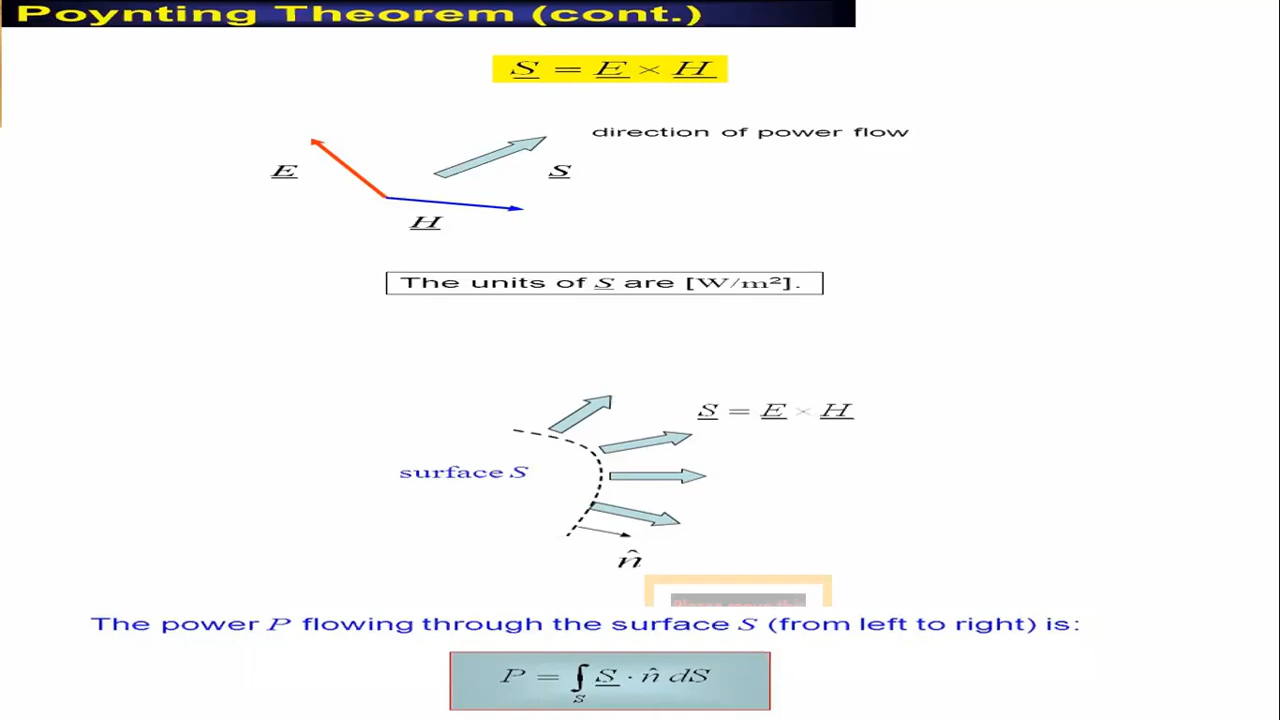 Poynting Theorem (cont.)
S = E × H
direction of power flow
E
S
H
The units of S are [W/m²].
S = E × H
surface S
n̂
The power P flowing through the surface S (from left to right) is:
P = ∫_S S · n̂ dS